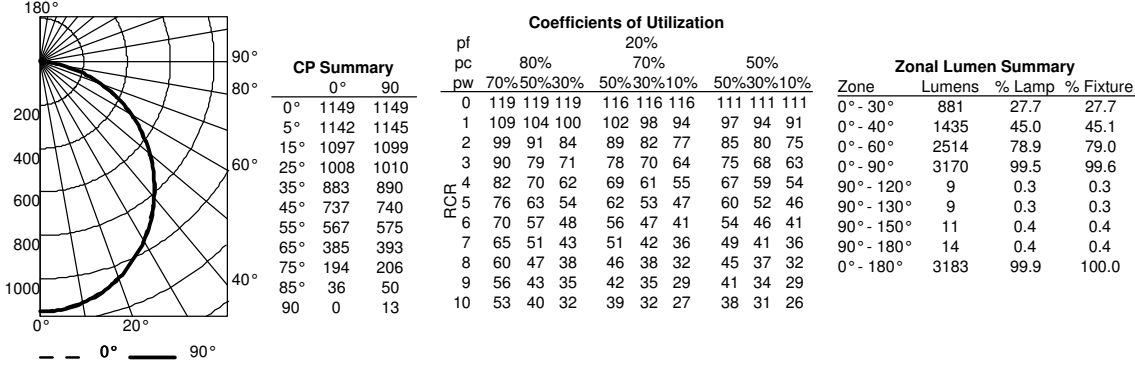 180°
90°
80°
200
400
60°
600
800
40°
1000
0° 20°
0° 90°
CP Summary
0° 90
0° 1149 1149
5° 1142 1145
15° 1097 1099
25° 1008 1010
35° 883 890
45° 737 740
55° 567 575
65° 385 393
75° 194 206
85° 36 50
90 0 13
Coefficients of Utilization
pf 20%
pc 80% 70% 50%
pw 70%50%30% 50%30%10% 50%30%10%
RCR
0 119 119 119 116 116 116 111 111 111
1 109 104 100 102 98 94 97 94 91
2 99 91 84 89 82 77 85 80 75
3 90 79 71 78 70 64 75 68 63
4 82 70 62 69 61 55 67 59 54
5 76 63 54 62 53 47 60 52 46
6 70 57 48 56 47 41 54 46 41
7 65 51 43 51 42 36 49 41 36
8 60 47 38 46 38 32 45 37 32
9 56 43 35 42 35 29 41 34 29
10 53 40 32 39 32 27 38 31 26
Zonal Lumen Summary
Zone Lumens % Lamp % Fixture
0° - 30° 881 27.7 27.7
0° - 40° 1435 45.0 45.1
0° - 60° 2514 78.9 79.0
0° - 90° 3170 99.5 99.6
90° - 120° 9 0.3 0.3
90° - 130° 9 0.3 0.3
90° - 150° 11 0.4 0.4
90° - 180° 14 0.4 0.4
0° - 180° 3183 99.9 100.0